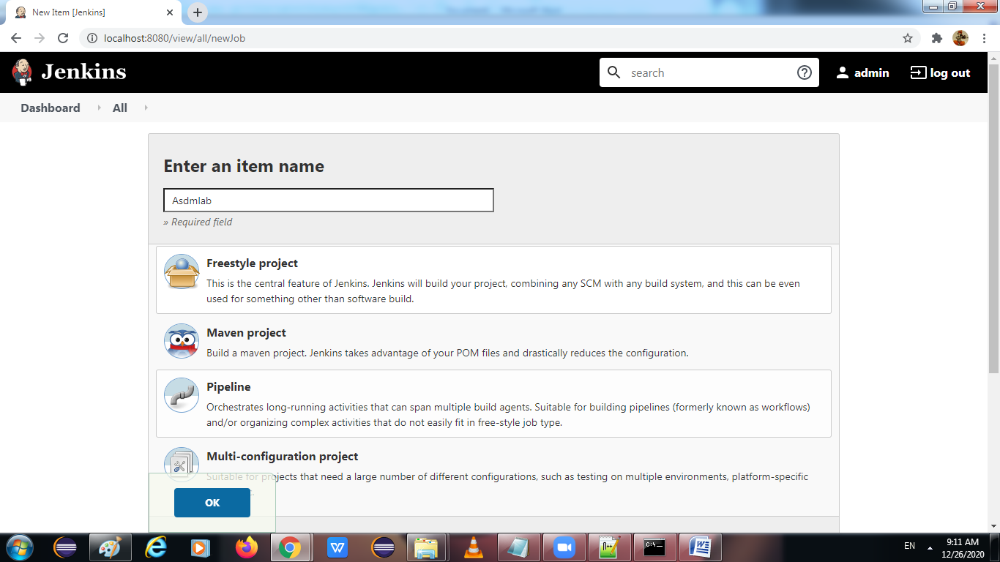 New Item [Jenkins]
localhost:8080/view/all/newJob
Jenkins
search
admin
log out
Dashboard
All
Enter an item name
Asdmlab
» Required field
Freestyle project
This is the central feature of Jenkins. Jenkins will build your project, combining any SCM with any build system, and this can be even
used for something other than software build.
Maven project
Build a maven project. Jenkins takes advantage of your POM files and drastically reduces the configuration.
Pipeline
Orchestrates long-running activities that can span multiple build agents. Suitable for building pipelines (formerly known as workflows)
and/or organizing complex activities that do not easily fit in free-style job type.
Multi-configuration project
Suitable for projects that need a large number of different configurations, such as testing on multiple environments, platform-specific
OK
EN
9:11 AM
12/26/2020